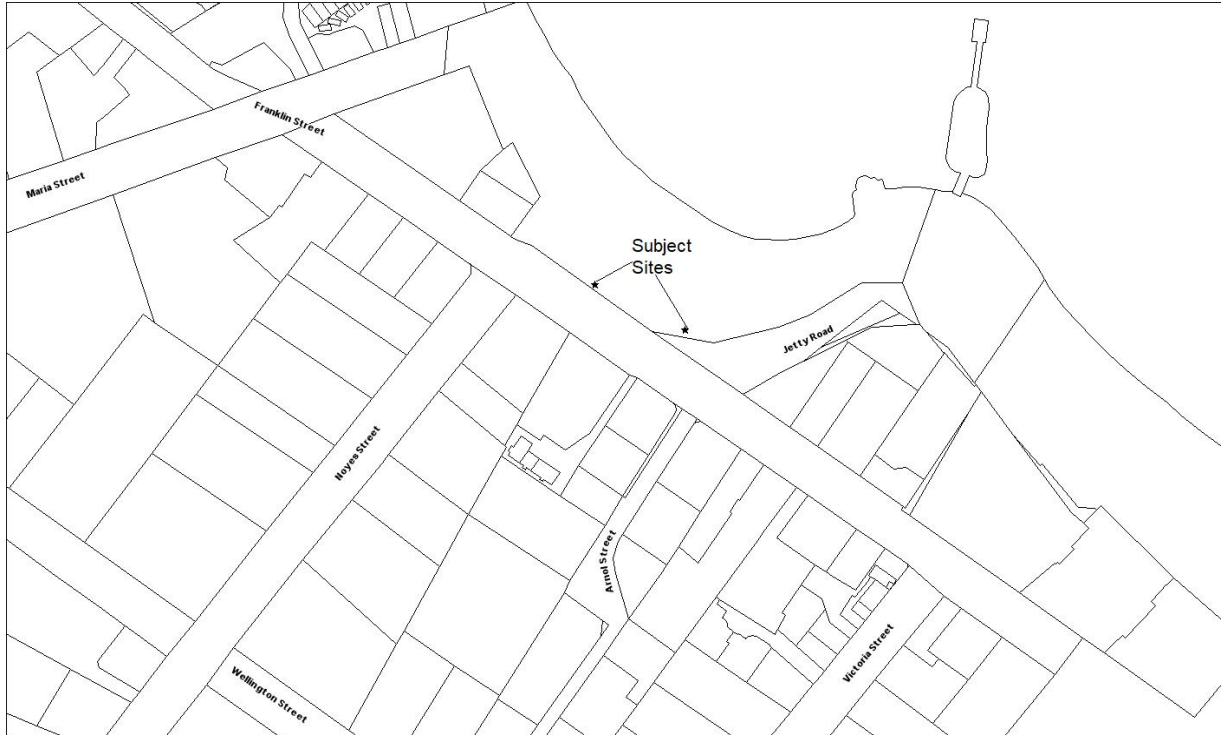 Franklin Street
Maria Street
Subject
Sites
Jetty Road
Noyes Street
Arnol Street
Victoria Street
Wellington Street